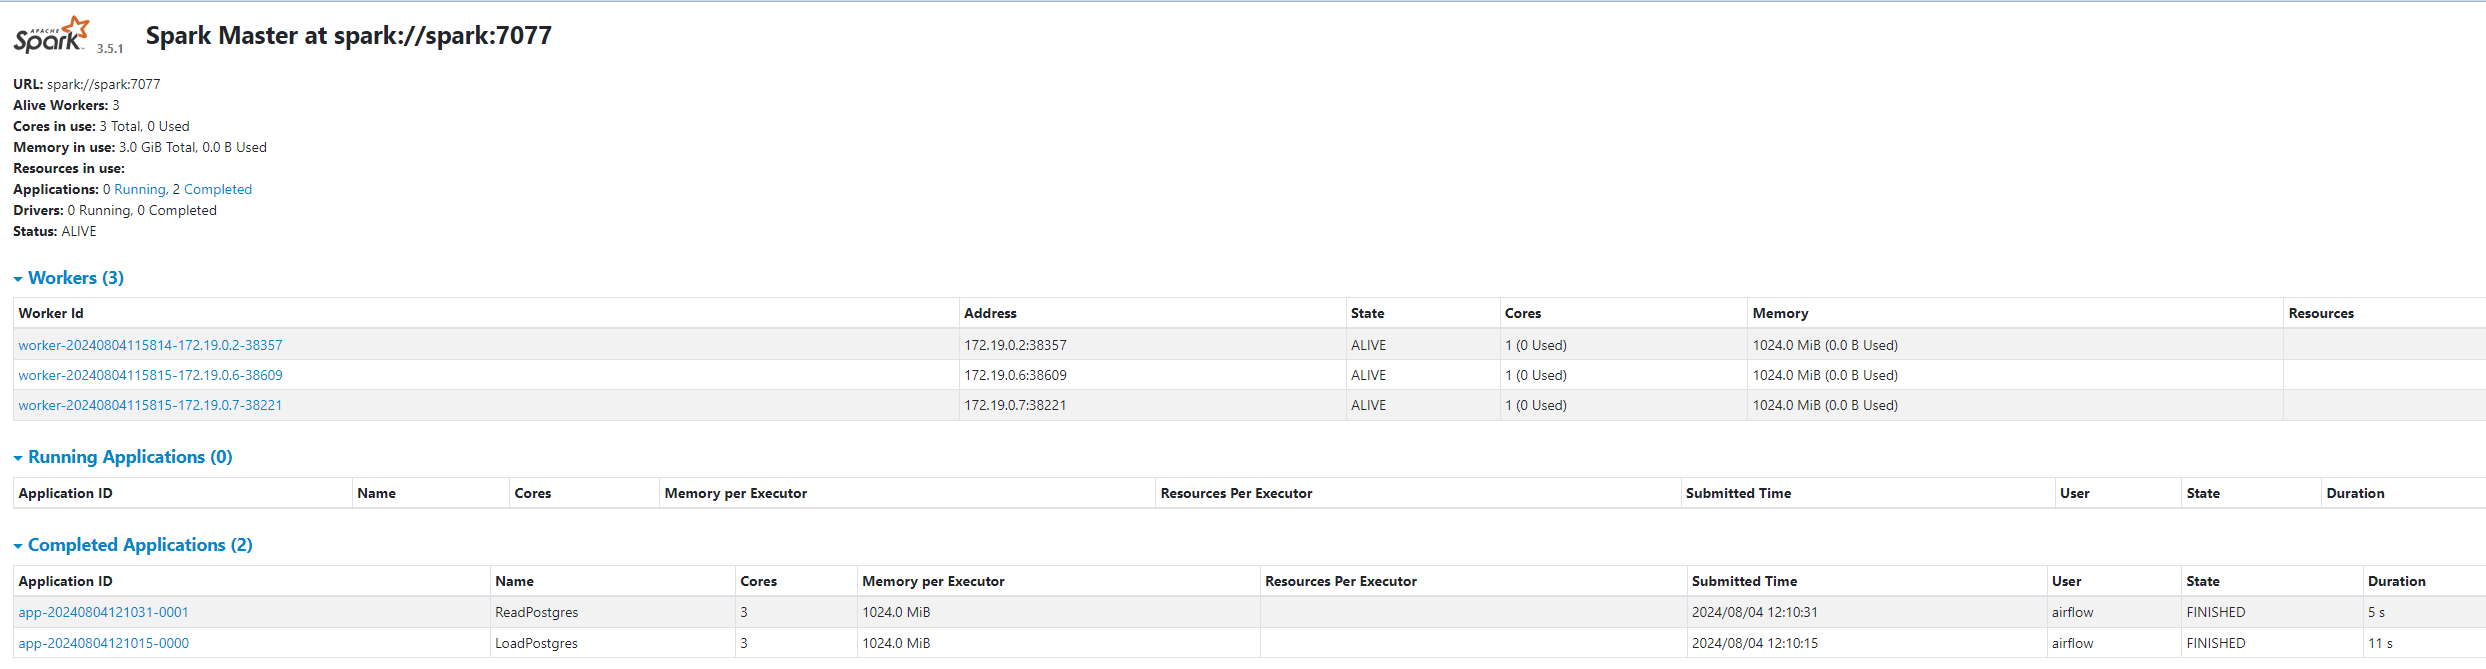 APACHE Spark 3.5.1 Spark Master at spark://spark:7077
URL: spark://spark:7077
Alive Workers: 3
Cores in use: 3 Total, 0 Used
Memory in use: 3.0 GiB Total, 0.0 B Used
Resources in use:
Applications: 0 Running, 2 Completed
Drivers: 0 Running, 0 Completed
Status: ALIVE
Workers (3)
Worker Id Address State Cores Memory Resources
worker-20240804115814-172.19.0.2-38357 172.19.0.2:38357 ALIVE 1 (0 Used) 1024.0 MiB (0.0 B Used)
worker-20240804115815-172.19.0.6-38609 172.19.0.6:38609 ALIVE 1 (0 Used) 1024.0 MiB (0.0 B Used)
worker-20240804115815-172.19.0.7-38221 172.19.0.7:38221 ALIVE 1 (0 Used) 1024.0 MiB (0.0 B Used)
Running Applications (0)
Application ID Name Cores Memory per Executor Resources Per Executor Submitted Time User State Duration
Completed Applications (2)
Application ID Name Cores Memory per Executor Resources Per Executor Submitted Time User State Duration
app-20240804121031-0001 ReadPostgres 3 1024.0 MiB 2024/08/04 12:10:31 airflow FINISHED 5 s
app-20240804121015-0000 LoadPostgres 3 1024.0 MiB 2024/08/04 12:10:15 airflow FINISHED 11 s